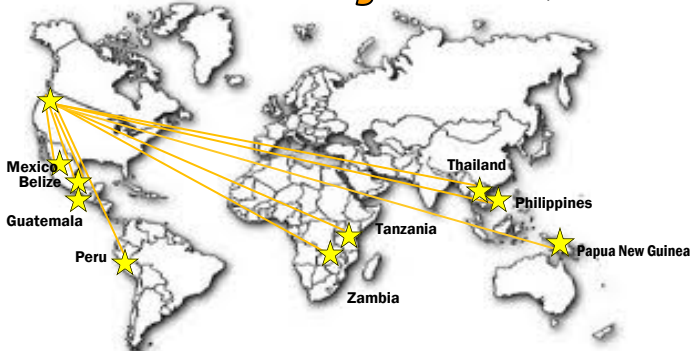 Mexico
Belize
Guatemala
Peru
Thailand
Philippines
Tanzania
Papua New Guinea
Zambia